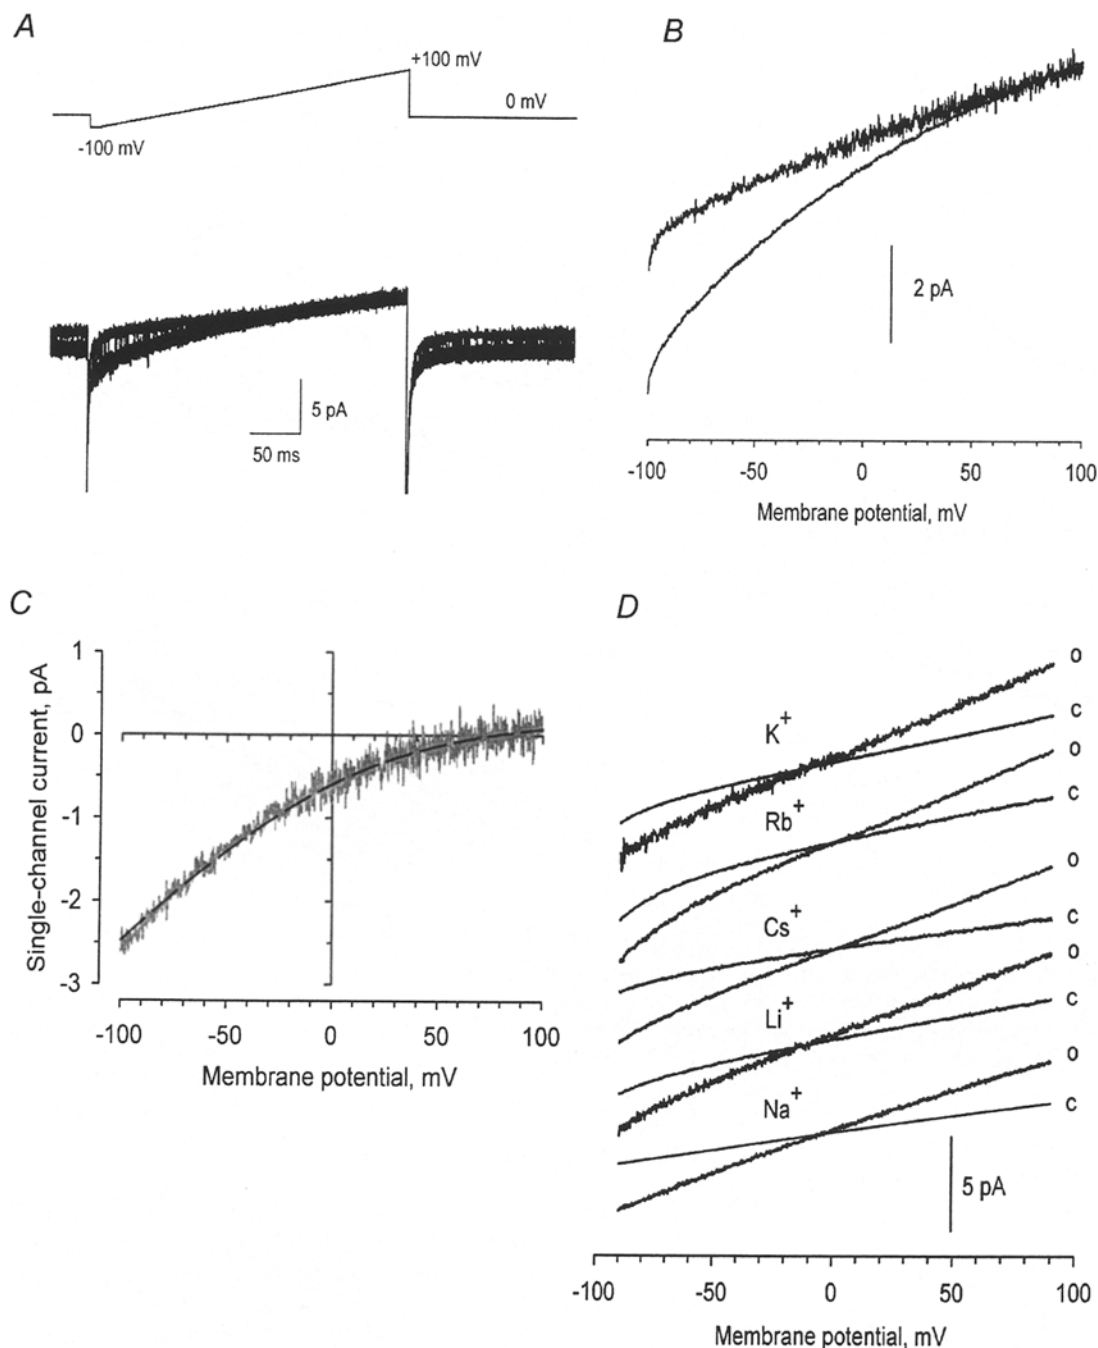 A
+100 mV
0 mV
-100 mV
5 pA
50 ms
B
2 pA
-100 -50 0 50 100
Membrane potential, mV
C
Single-channel current, pA
1
0
-1
-2
-3
-100 -50 0 50 100
Membrane potential, mV
D
o
K+
c
o
Rb+
c
o
Cs+
c
o
Li+
c
o
Na+
c
5 pA
-100 -50 0 50 100
Membrane potential, mV